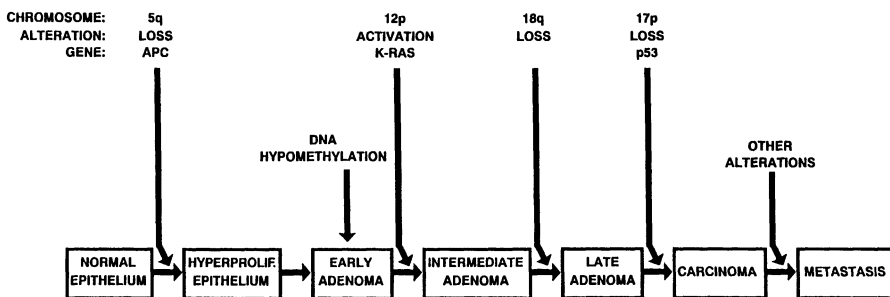 CHROMOSOME: 5q 12p 18q 17p
ALTERATION: LOSS ACTIVATION LOSS LOSS
GENE: APC K-RAS p53
DNA
HYPOMETHYLATION
OTHER
ALTERATIONS
NORMAL
EPITHELIUM
HYPERPROLIF.
EPITHELIUM
EARLY
ADENOMA
INTERMEDIATE
ADENOMA
LATE
ADENOMA
CARCINOMA
METASTASIS